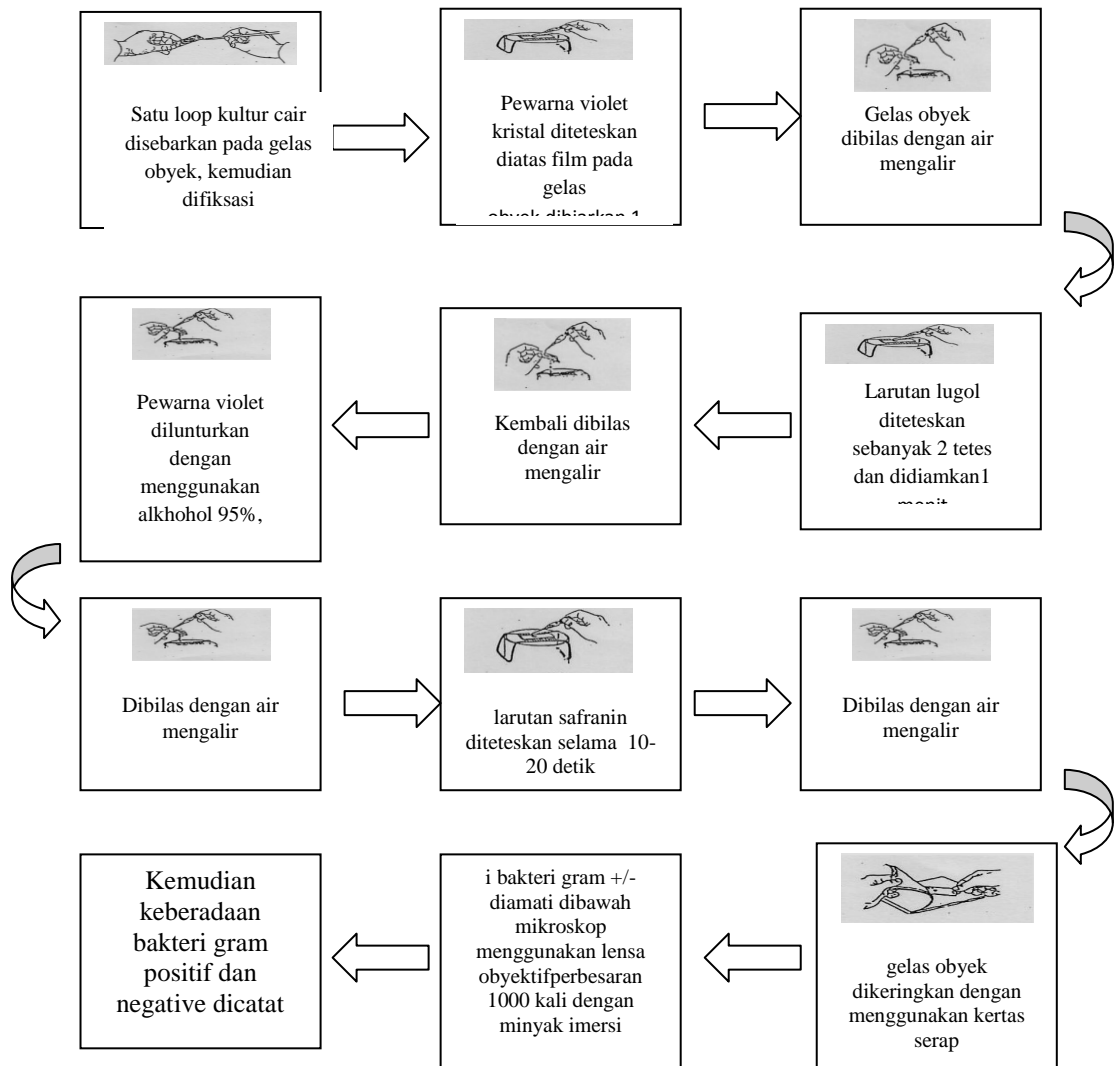 Satu loop kultur cair
disebarkan pada gelas
obyek, kemudian
difiksasi
Pewarna violet
kristal diteteskan
diatas film pada
gelas
obyek dibiarkan 1
Gelas obyek
dibilas dengan air
mengalir
Larutan lugol
diteteskan
sebanyak 2 tetes
dan didiamkan1
menit
Kembali dibilas
dengan air
mengalir
Pewarna violet
dilunturkan
dengan
menggunakan
alkhohol 95%,
Dibilas dengan air
mengalir
larutan safranin
diteteskan selama 10-
20 detik
Dibilas dengan air
mengalir
gelas obyek
dikeringkan dengan
menggunakan kertas
serap
i bakteri gram +/-
diamati dibawah
mikroskop
menggunakan lensa
obyektifperbesaran
1000 kali dengan
minyak imersi
Kemudian
keberadaan
bakteri gram
positif dan
negative dicatat